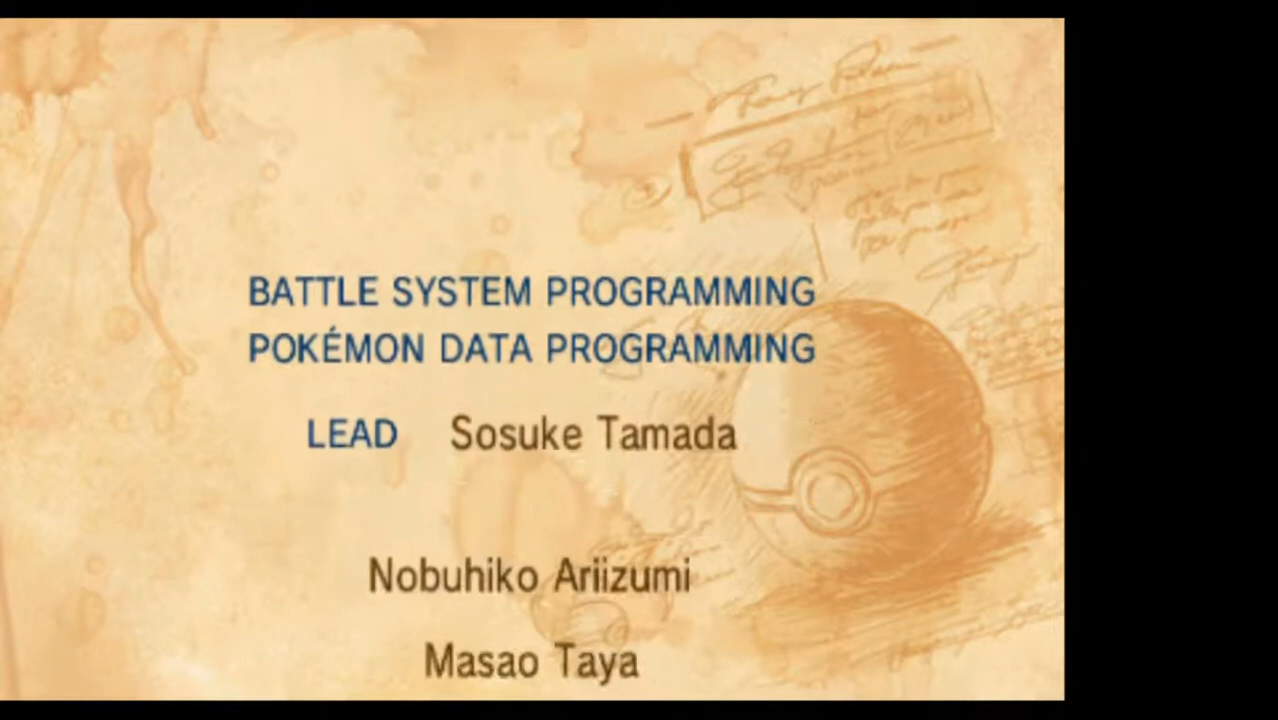 BATTLE SYSTEM PROGRAMMING
POKÉMON DATA PROGRAMMING
LEAD Sosuke Tamada
Nobuhiko Ariizumi
Masao Taya